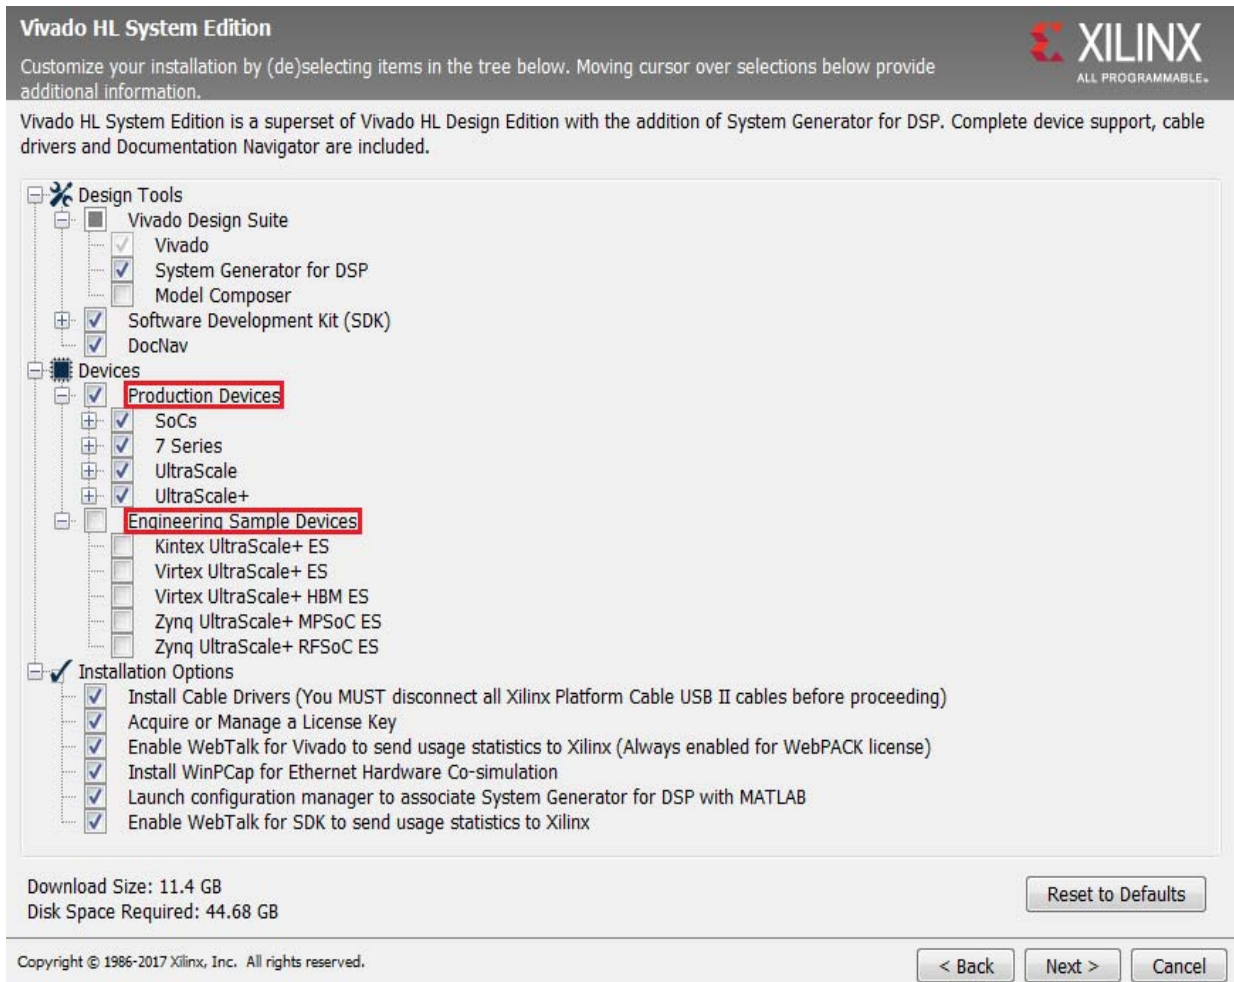 Vivado HL System Edition
XILINX
ALL PROGRAMMABLE.
Customize your installation by (de)selecting items in the tree below. Moving cursor over selections below provide
additional information.
Vivado HL System Edition is a superset of Vivado HL Design Edition with the addition of System Generator for DSP. Complete device support, cable
drivers and Documentation Navigator are included.
Design Tools
Vivado Design Suite
Vivado
System Generator for DSP
Model Composer
Software Development Kit (SDK)
DocNav
Devices
Production Devices
SoCs
7 Series
UltraScale
UltraScale+
Engineering Sample Devices
Kintex UltraScale+ ES
Virtex UltraScale+ ES
Virtex UltraScale+ HBM ES
Zynq UltraScale+ MPSoC ES
Zynq UltraScale+ RFSoC ES
Installation Options
Install Cable Drivers (You MUST disconnect all Xilinx Platform Cable USB II cables before proceeding)
Acquire or Manage a License Key
Enable WebTalk for Vivado to send usage statistics to Xilinx (Always enabled for WebPACK license)
Install WinPCap for Ethernet Hardware Co-simulation
Launch configuration manager to associate System Generator for DSP with MATLAB
Enable WebTalk for SDK to send usage statistics to Xilinx
Download Size: 11.4 GB
Disk Space Required: 44.68 GB
Reset to Defaults
Copyright © 1986-2017 Xilinx, Inc. All rights reserved.
< Back
Next >
Cancel